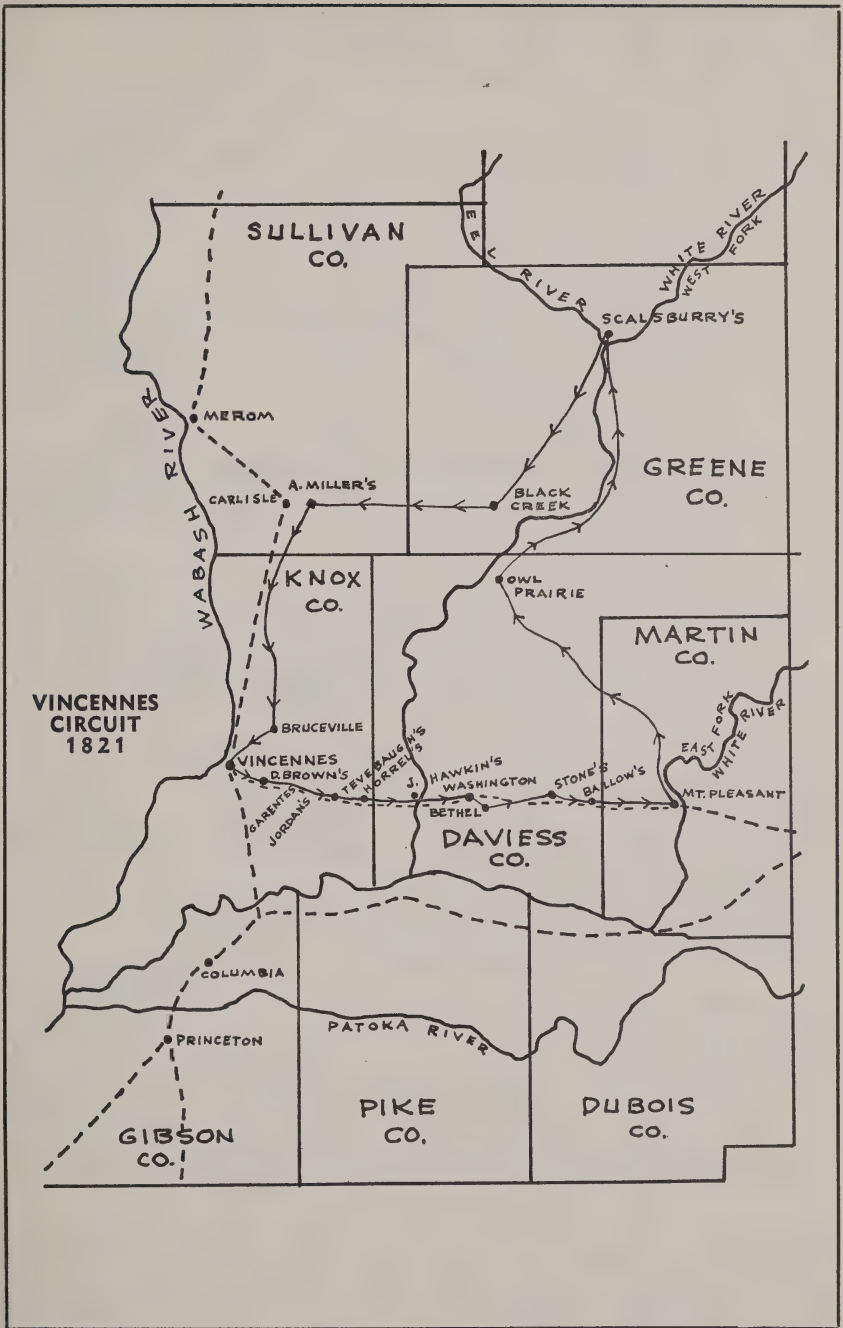 SULLIVAN
CO.
EEL RIVER
WHITE RIVER
WEST FORK
SCALSBURRY'S
MEROM
WABASH RIVER
A. MILLER'S
CARLISLE
BLACK
CREEK
GREENE
CO.
KNOX
CO.
OWL
PRAIRIE
MARTIN
CO.
EAST FORK
WHITE RIVER
VINCENNES
CIRCUIT
1821
BRUCEVILLE
VINCENNES
D. BROWN'S
GARENTES
JORDAN'S
TEVEBAUGH'S
HORREL'S
J. HAWKIN'S
WASHINGTON
BETHEL
STONE'S
BALLOW'S
MT. PLEASANT
DAVIESS
CO.
COLUMBIA
PATOKA RIVER
PRINCETON
GIBSON
CO.
PIKE
CO.
DUBOIS
CO.